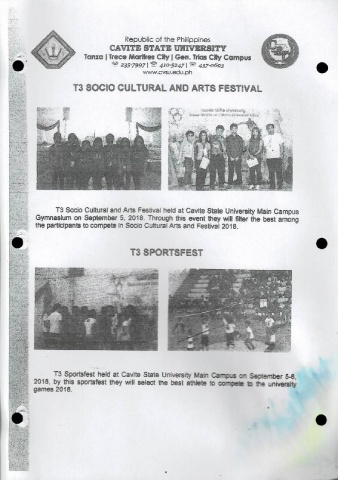 Republic of the Philippines
CAVITE STATE UNIVERSITY
Tanza | Trece Martires City | Gen. Trias City Campus
☎ 235-7997 | ☎ 410-5247 | ☎ 437-0693
www.cvsu.edu.ph
T3 SOCIO CULTURAL AND ARTS FESTIVAL
T3 Socio Cultural and Arts Festival held at Cavite State University Main Campus
Gymnasium on September 5, 2018. Through this event they will filter the best among
the participants to compete in Socio Cultural Arts and Festival 2018.
T3 SPORTSFEST
T3 Sportsfest held at Cavite State University Main Campus on September 5-6,
2018, by this sportsfest they will select the best athlete to compete to the university
games 2018.